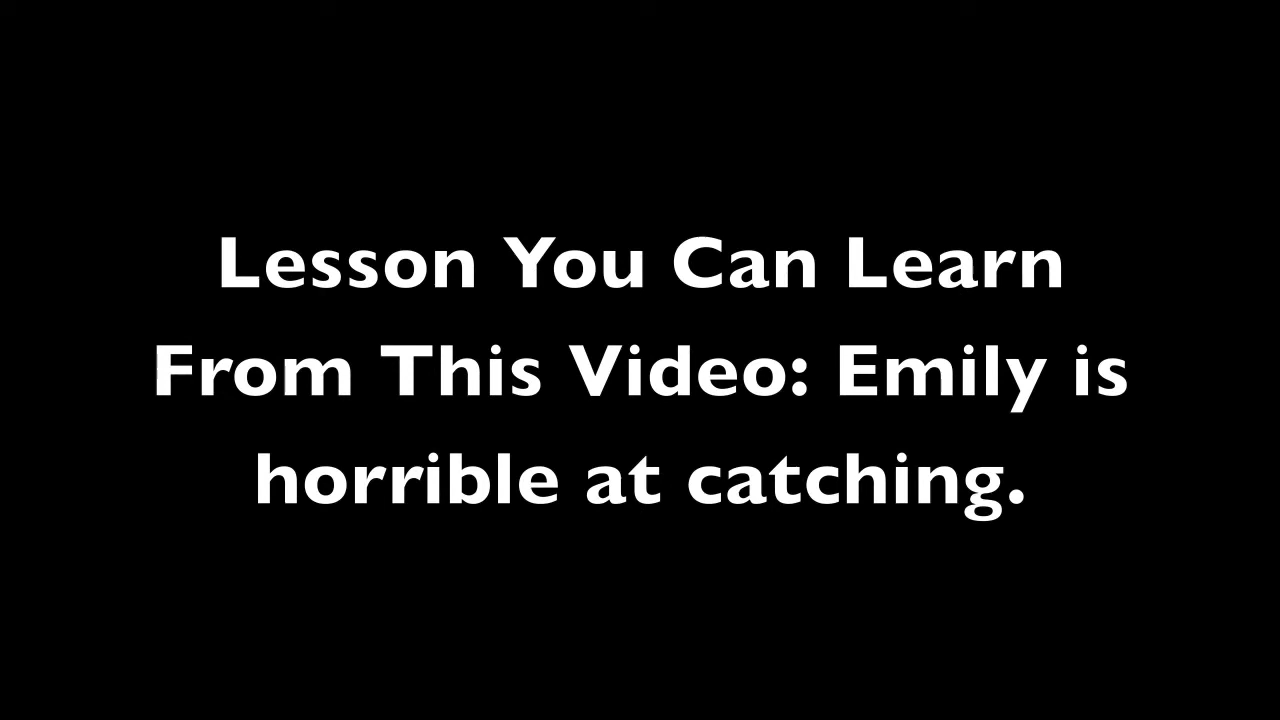 Lesson You Can Learn
From This Video: Emily is
horrible at catching.